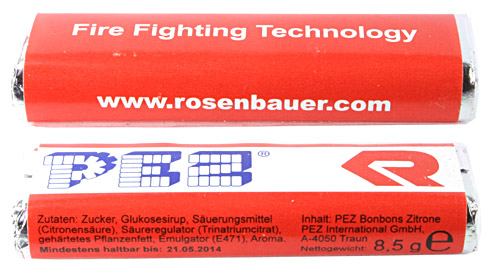 Fire Fighting Technology
www.rosenbauer.com
PEZ®
Zutaten: Zucker, Glukosesirup, Säuerungsmittel
(Citronensäure), Säureregulator (Trinatriumcitrat),
gehärtetes Pflanzenfett, Emulgator (E471), Aroma.
Mindestens haltbar bis: 21.05.2014
Inhalt: PEZ Bonbons Zitrone
PEZ International GmbH,
A-4050 Traun
Nettogewicht: 8,5 g ℮